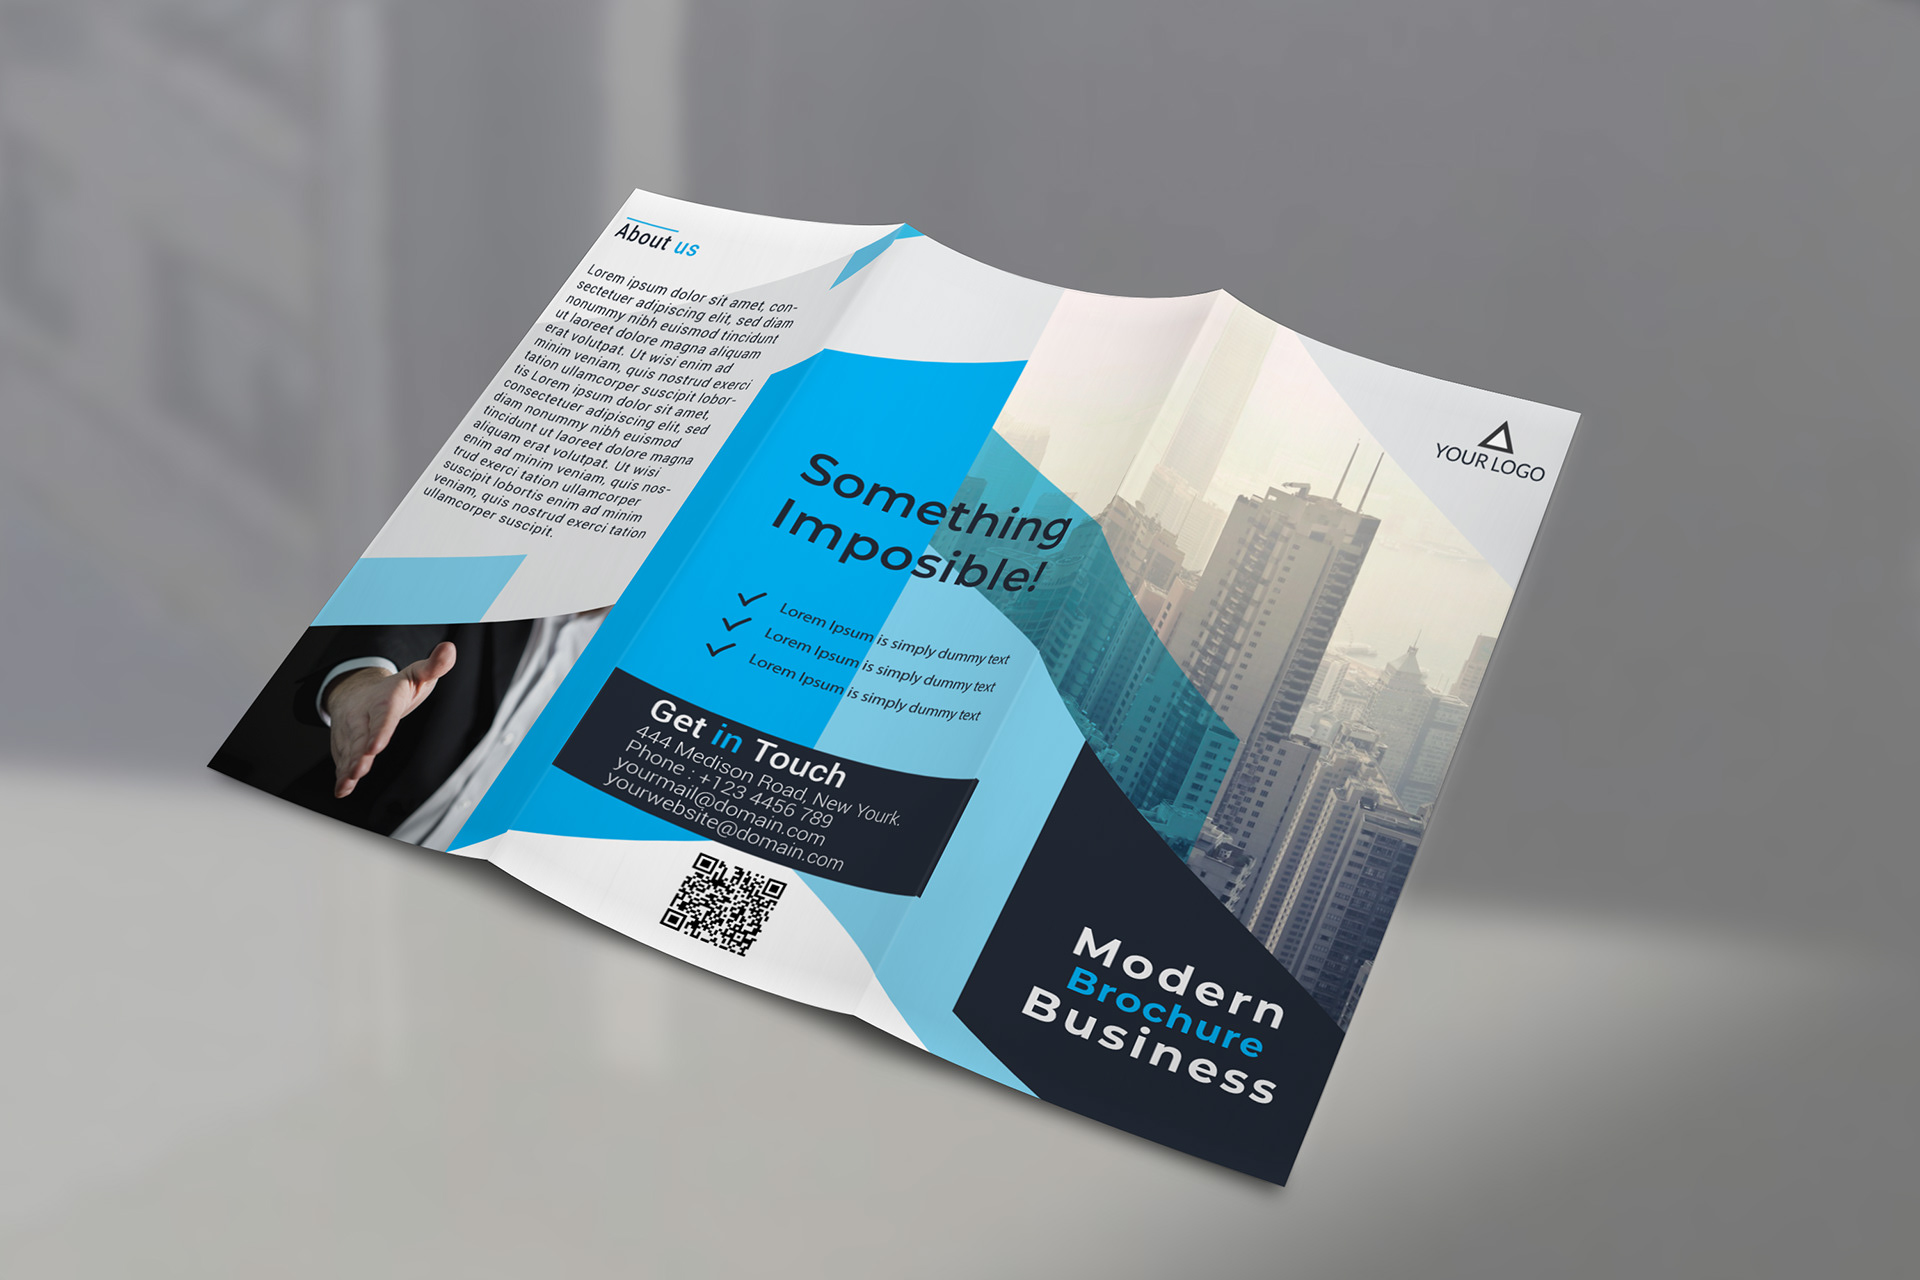 About us
Lorem ipsum dolor sit amet, con-
sectetuer adipiscing elit, sed diam
nonummy nibh euismod tincidunt
ut laoreet dolore magna aliquam
erat volutpat. Ut wisi enim ad
minim veniam, quis nostrud exerci
tation ullamcorper suscipit lobor-
tis Lorem ipsum dolor sit amet,
consectetuer adipiscing elit, sed
diam nonummy nibh euismod
tincidunt ut laoreet dolore magna
aliquam erat volutpat. Ut wisi
enim ad minim veniam, quis nos-
trud exerci tation ullamcorper
suscipit lobortis enim ad minim
veniam, quis nostrud exerci tation
ullamcorper suscipit.
Something
Imposible!
Lorem Ipsum is simply dummy text
Lorem Ipsum is simply dummy text
Lorem Ipsum is simply dummy text
Get in Touch
444 Medison Road, New Yourk.
Phone : +123 4456 789
yourmail@domain.com
yourwebsite@domain.com
YOUR LOGO
Modern
Brochure
Business